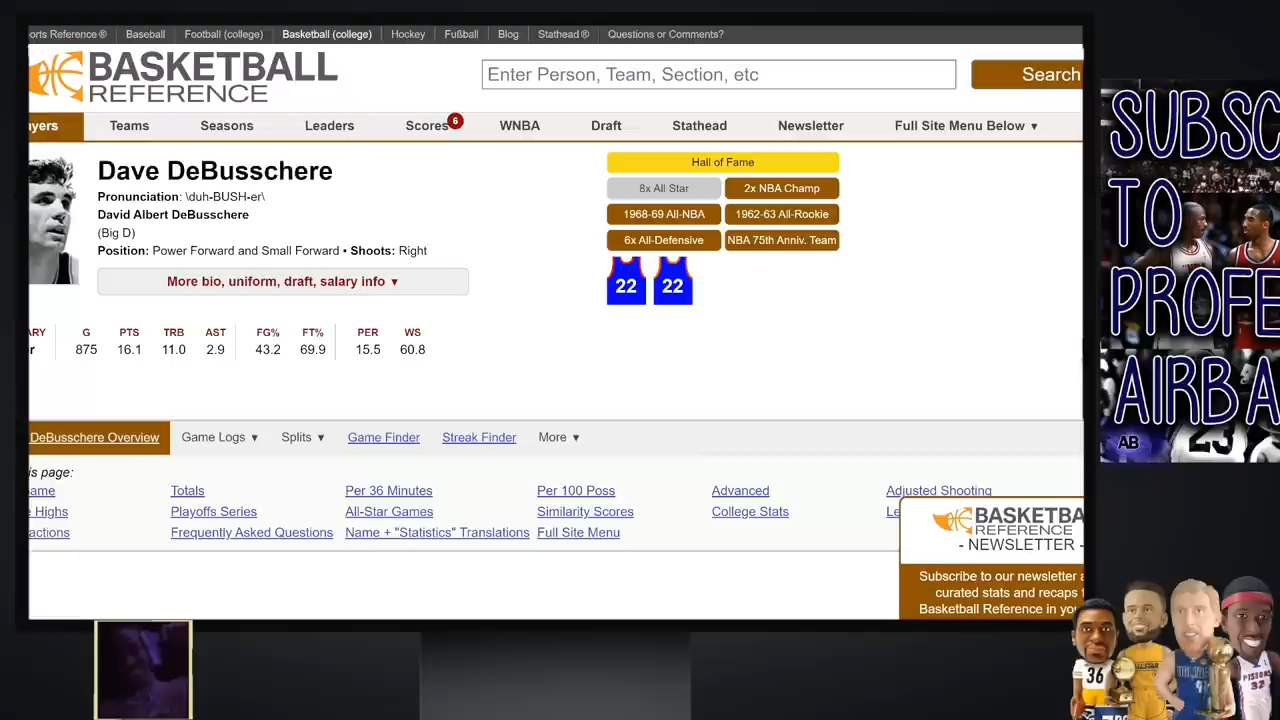 orts Reference ® Baseball Football (college) Basketball (college) Hockey Fußball Blog Stathead ® Questions or Comments?
BASKETBALL
REFERENCE
Enter Person, Team, Section, etc
Search
yers Teams Seasons Leaders Scores 6 WNBA Draft Stathead Newsletter Full Site Menu Below ▼
Dave DeBusschere
Pronunciation: \duh-BUSH-er\
David Albert DeBusschere
(Big D)
Position: Power Forward and Small Forward • Shoots: Right
More bio, uniform, draft, salary info ▼
Hall of Fame
8x All Star 2x NBA Champ
1968-69 All-NBA 1962-63 All-Rookie
6x All-Defensive NBA 75th Anniv. Team
22 22
ARY G PTS TRB AST FG% FT% PER WS
r 875 16.1 11.0 2.9 43.2 69.9 15.5 60.8
DeBusschere Overview Game Logs ▼ Splits ▼ Game Finder Streak Finder More ▼
is page:
ame Totals Per 36 Minutes Per 100 Poss Advanced Adjusted Shooting
e Highs Playoffs Series All-Star Games Similarity Scores College Stats Le
actions Frequently Asked Questions Name + "Statistics" Translations Full Site Menu
BASKETBA
REFERENCE
- NEWSLETTER -
Subscribe to our newsletter a
curated stats and recaps f
Basketball Reference in yo
SUBSC
TO
PROFE
AIRBA
AB
23
36
41
PISTONS
32